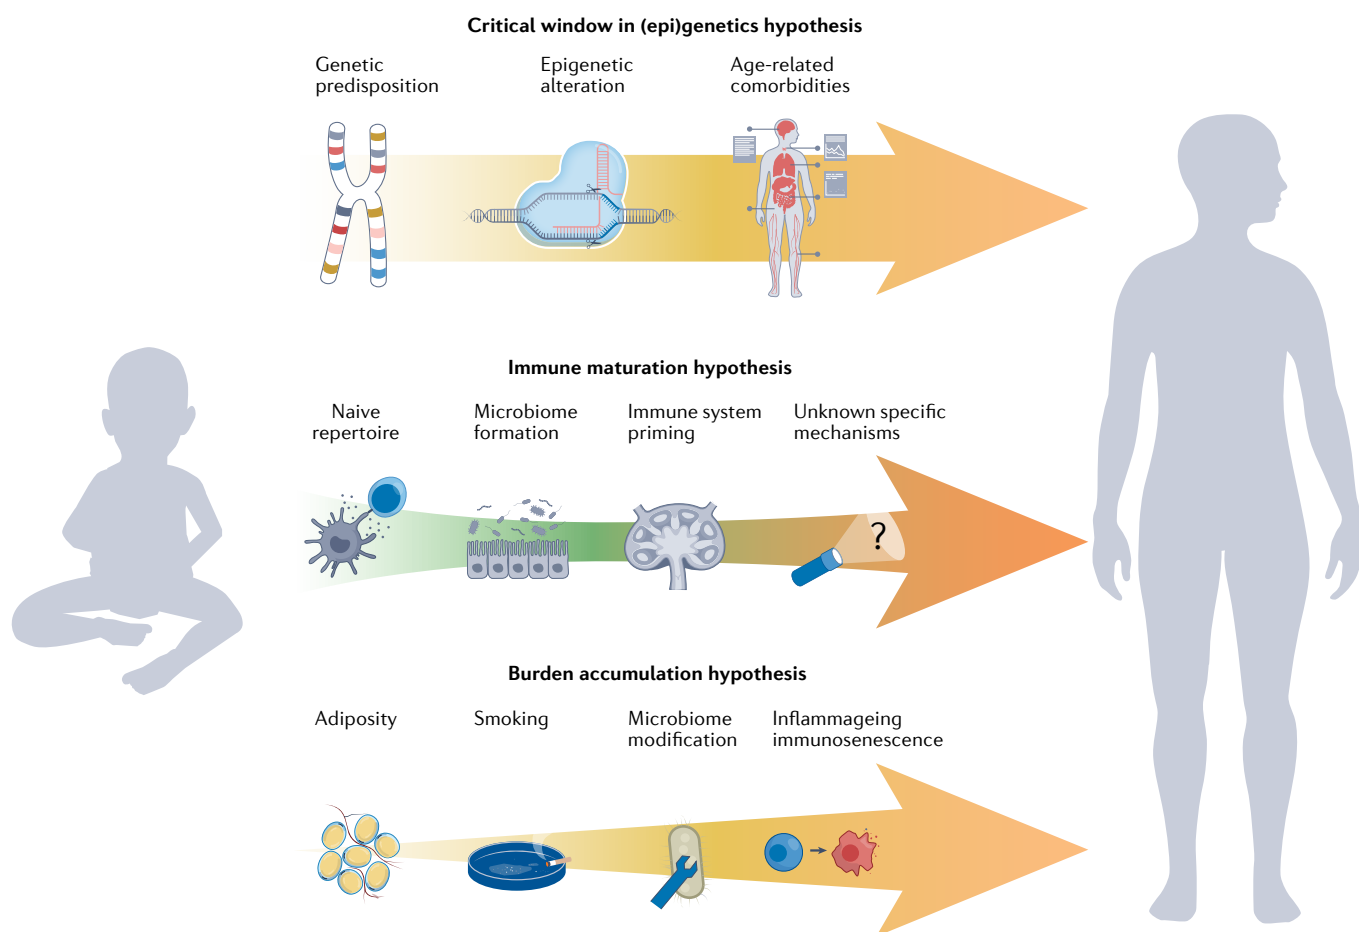 Critical window in (epi)genetics hypothesis
Genetic
predisposition
Epigenetic
alteration
Age-related
comorbidities
Immune maturation hypothesis
Naive
repertoire
Microbiome
formation
Immune system
priming
Unknown specific
mechanisms
?
Burden accumulation hypothesis
Adiposity
Smoking
Microbiome
modification
Inflammageing
immunosenescence